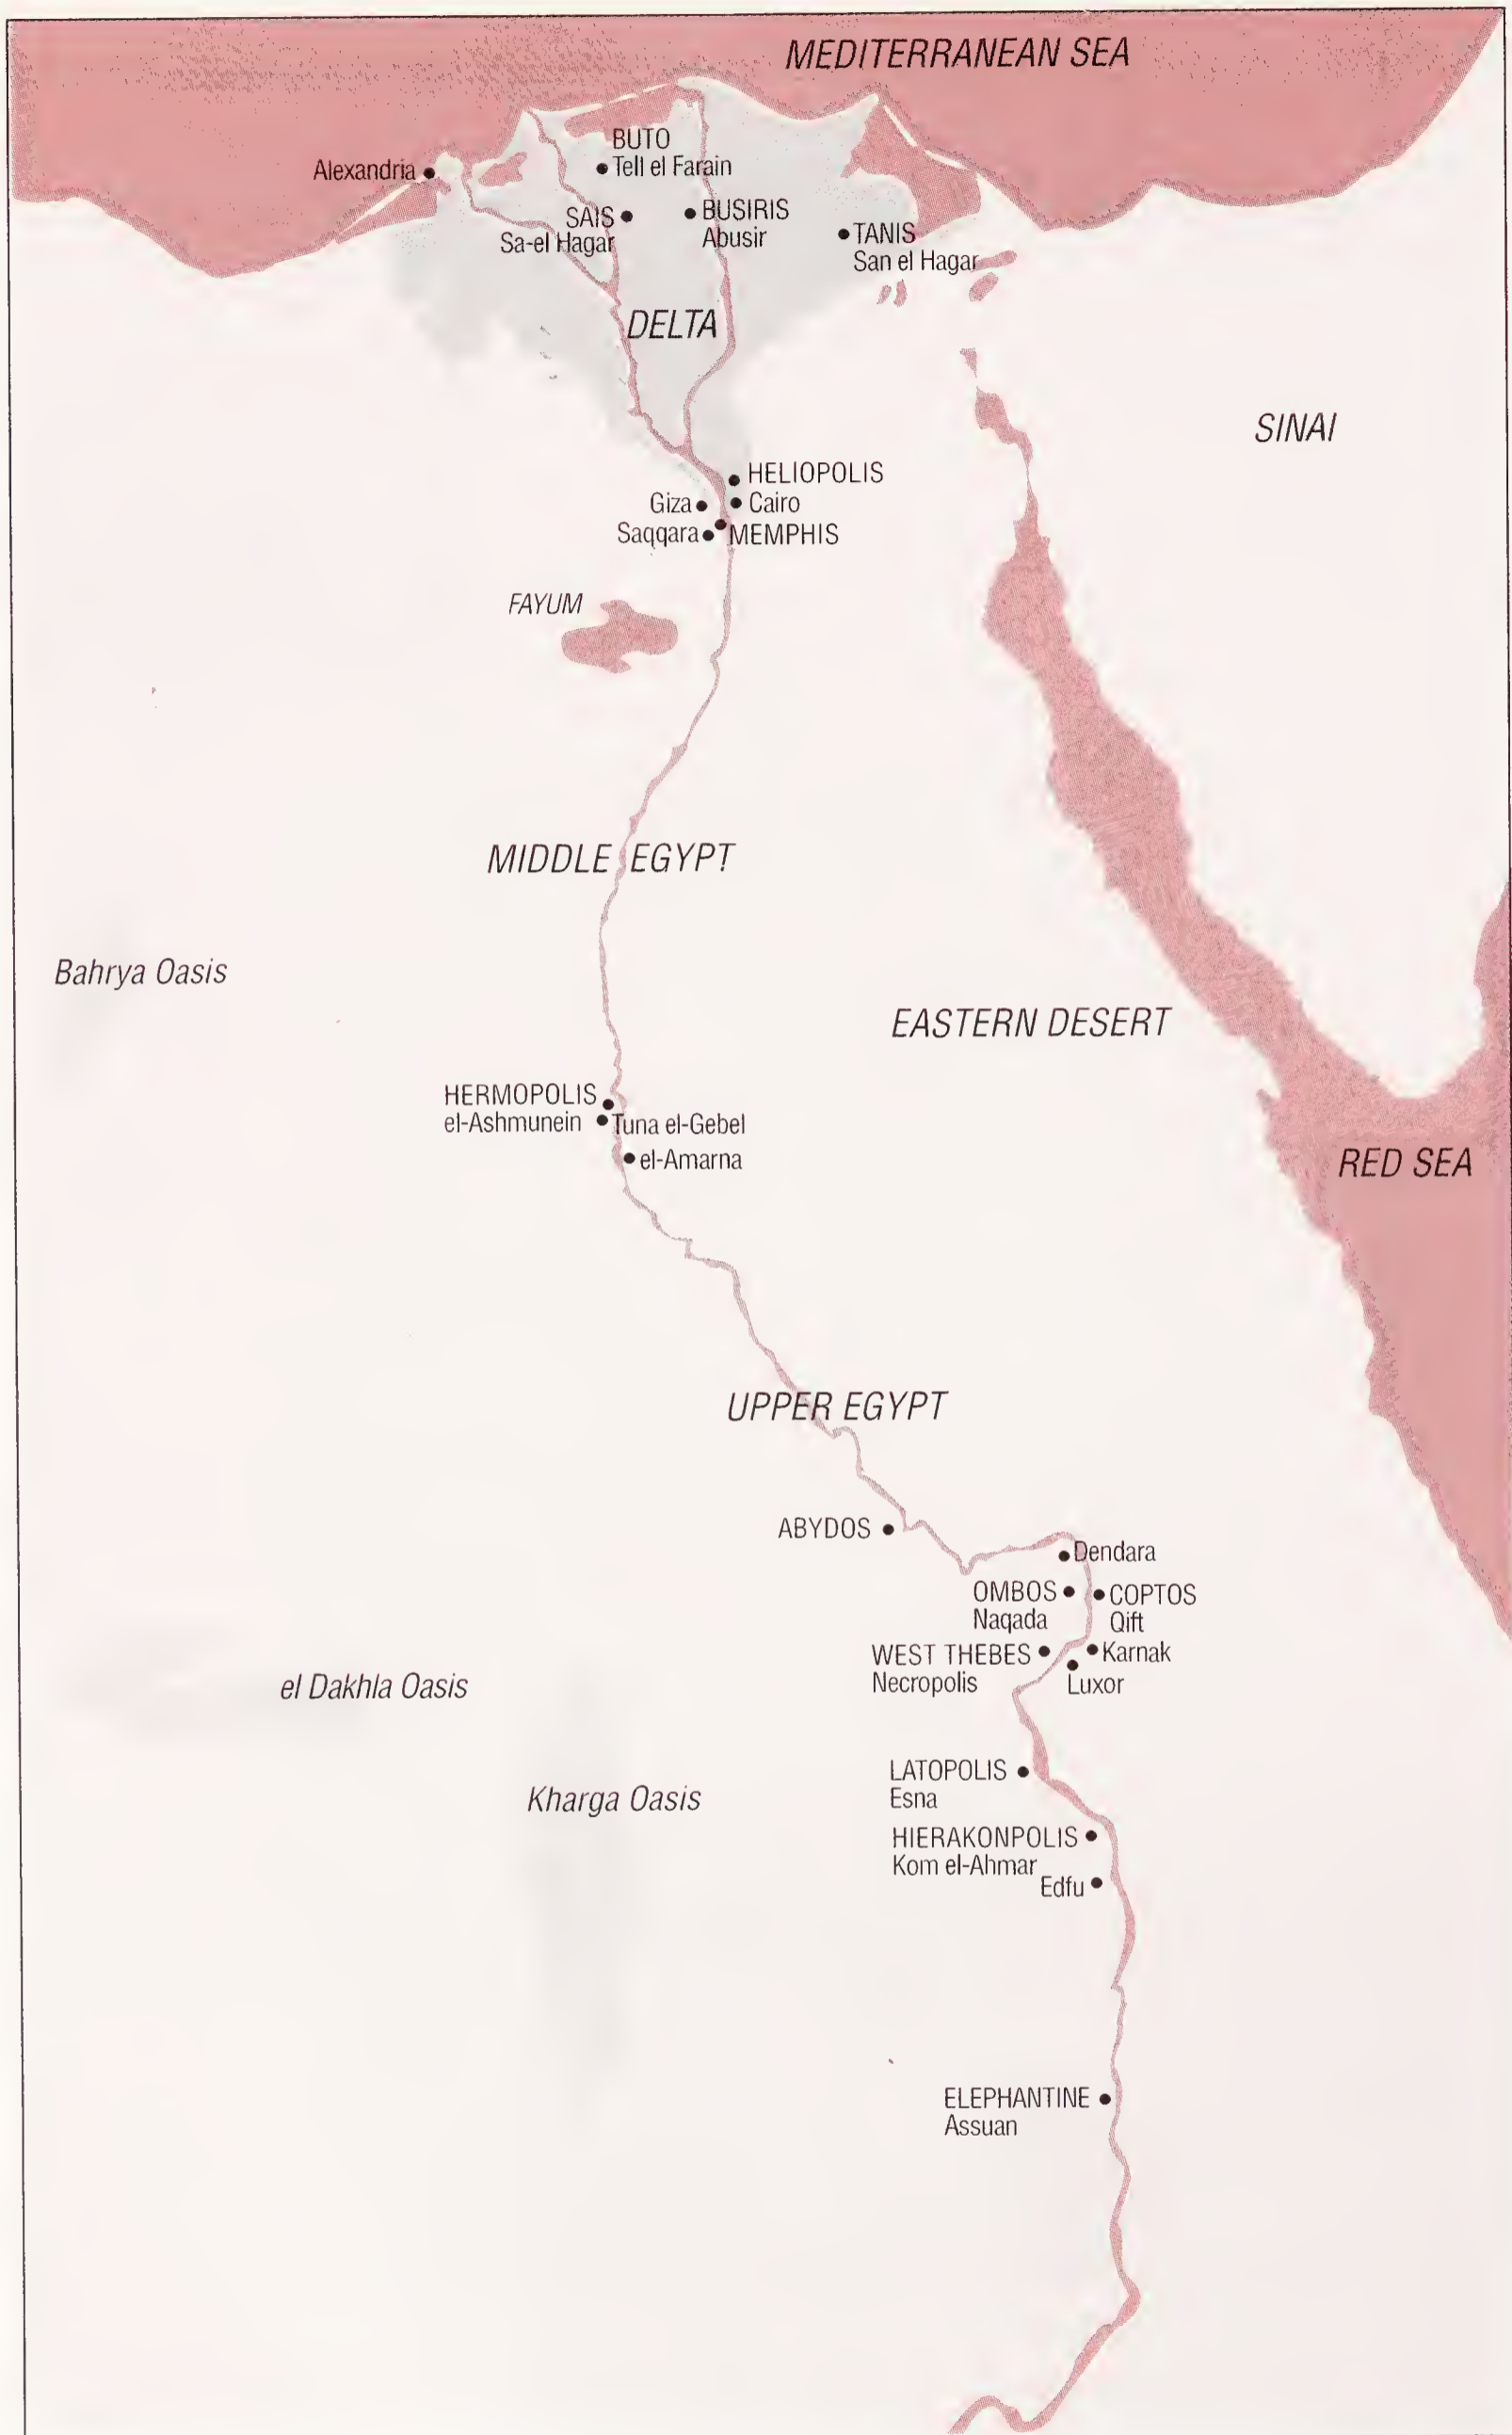 MEDITERRANEAN SEA
BUTO
Tell el Farain
Alexandria
SAIS
Sa-el Hagar
BUSIRIS
Abusir
TANIS
San el Hagar
DELTA
SINAI
HELIOPOLIS
Giza
Cairo
Saqqara
MEMPHIS
FAYUM
MIDDLE EGYPT
Bahrya Oasis
EASTERN DESERT
HERMOPOLIS
el-Ashmunein
Tuna el-Gebel
el-Amarna
RED SEA
UPPER EGYPT
ABYDOS
Dendara
OMBOS
Naqada
COPTOS
Qift
WEST THEBES
Necropolis
Karnak
Luxor
el Dakhla Oasis
LATOPOLIS
Esna
Kharga Oasis
HIERAKONPOLIS
Kom el-Ahmar
Edfu
ELEPHANTINE
Assuan